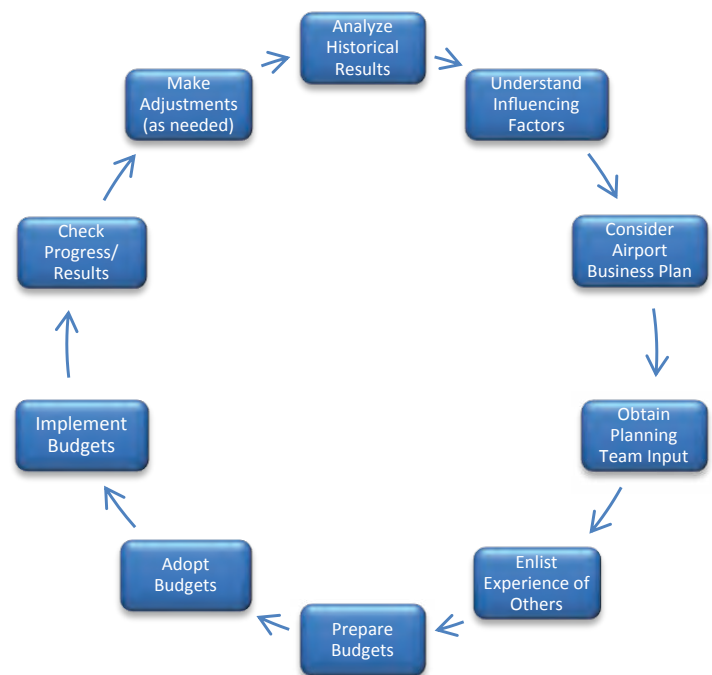 Analyze
Historical
Results
Understand
Influencing
Factors
Consider
Airport
Business Plan
Obtain
Planning
Team Input
Enlist
Experience of
Others
Prepare
Budgets
Adopt
Budgets
Implement
Budgets
Check
Progress/
Results
Make
Adjustments
(as needed)